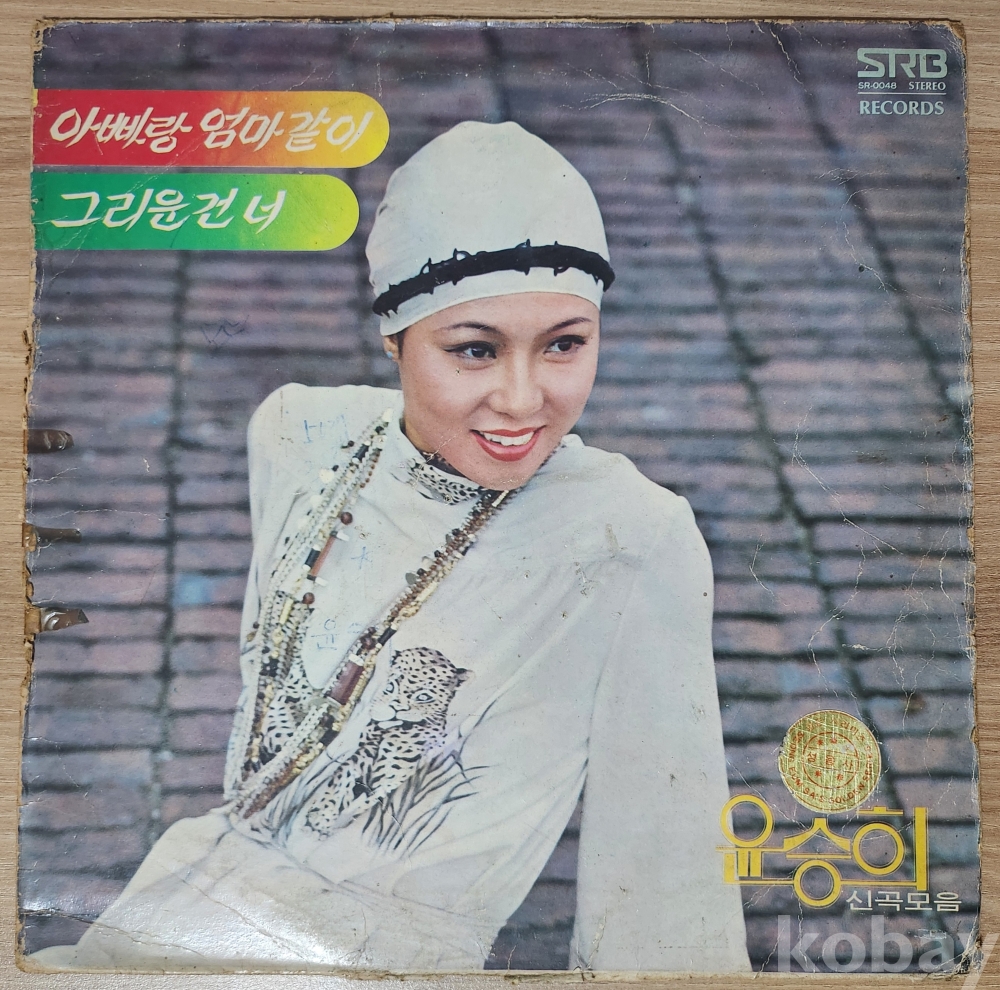 SRB
SR-0048 STEREO
RECORDS
아빠랑 엄마같이
그리운건 너
윤승희
신곡모음
kobay